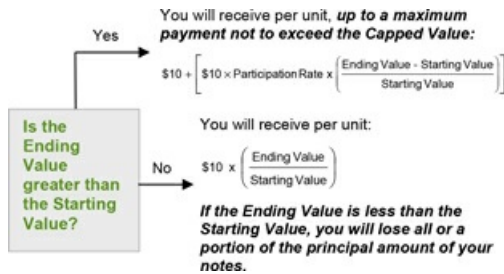 You will receive per unit, up to a maximum
payment not to exceed the Capped Value:
Yes
$10 + [ $10 × Participation Rate x ( Ending Value - Starting Value / Starting Value ) ]
Is the
Ending
Value
greater than
the Starting
Value?
You will receive per unit:
No
$10 x ( Ending Value / Starting Value )
If the Ending Value is less than the
Starting Value, you will lose all or a
portion of the principal amount of your
notes.